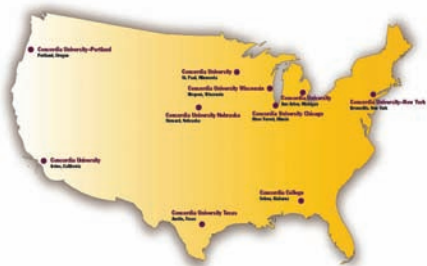 Concordia University–Portland
Portland, Oregon
Concordia University
St. Paul, Minnesota
Concordia University Wisconsin
Mequon, Wisconsin
Concordia University
Ann Arbor, Michigan
Concordia University Nebraska
Seward, Nebraska
Concordia University Chicago
River Forest, Illinois
Concordia University–New York
Bronxville, New York
Concordia University
Irvine, California
Concordia College
Selma, Alabama
Concordia University Texas
Austin, Texas